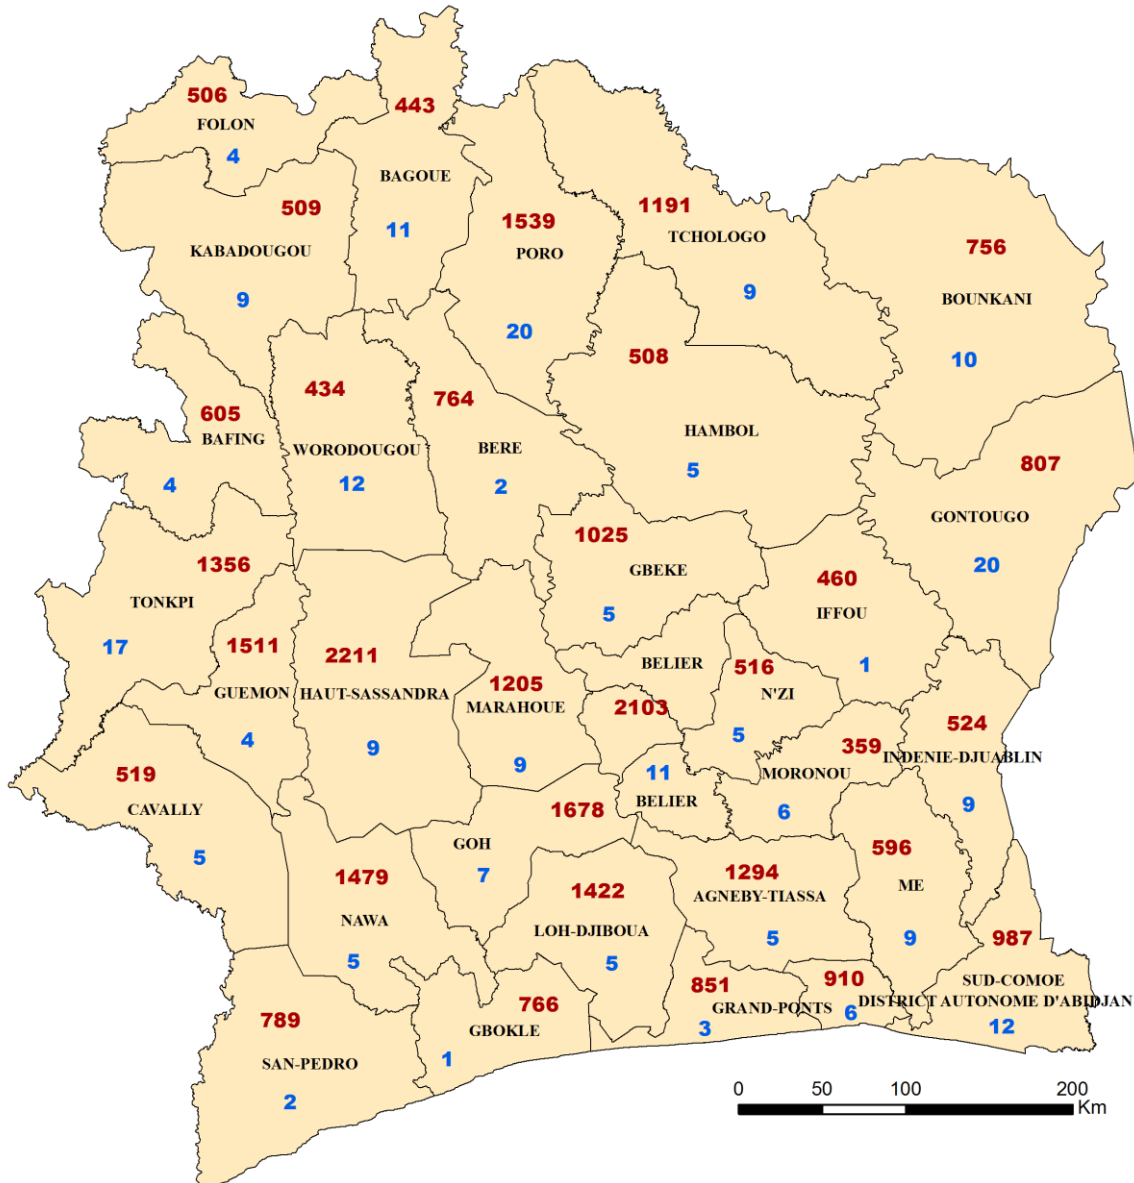 506
FOLON
4
443
BAGOUE
11
509
KABADOUGOU
9
1539
PORO
20
1191
TCHOLOGO
9
756
BOUNKANI
10
605
BAFING
4
434
WORODOUGOU
12
764
BERE
2
508
HAMBOL
5
807
GONTOUGO
20
1356
TONKPI
17
1511
GUEMON
4
2211
HAUT-SASSANDRA
9
1205
MARAHOUE
9
1025
GBEKE
5
460
IFFOU
1
BELIER
2103
11
BELIER
516
N'ZI
5
359
MORONOU
6
524
INDENIE-DJUABLIN
9
519
CAVALLY
5
1678
GOH
7
1479
NAWA
5
1422
LOH-DJIBOUA
5
1294
AGNEBY-TIASSA
5
596
ME
9
987
SUD-COMOE
12
851
GRAND-PONTS
3
910
DISTRICT AUTONOME D'ABIDJAN
6
766
GBOKLE
1
789
SAN-PEDRO
2
0 50 100 200
Km